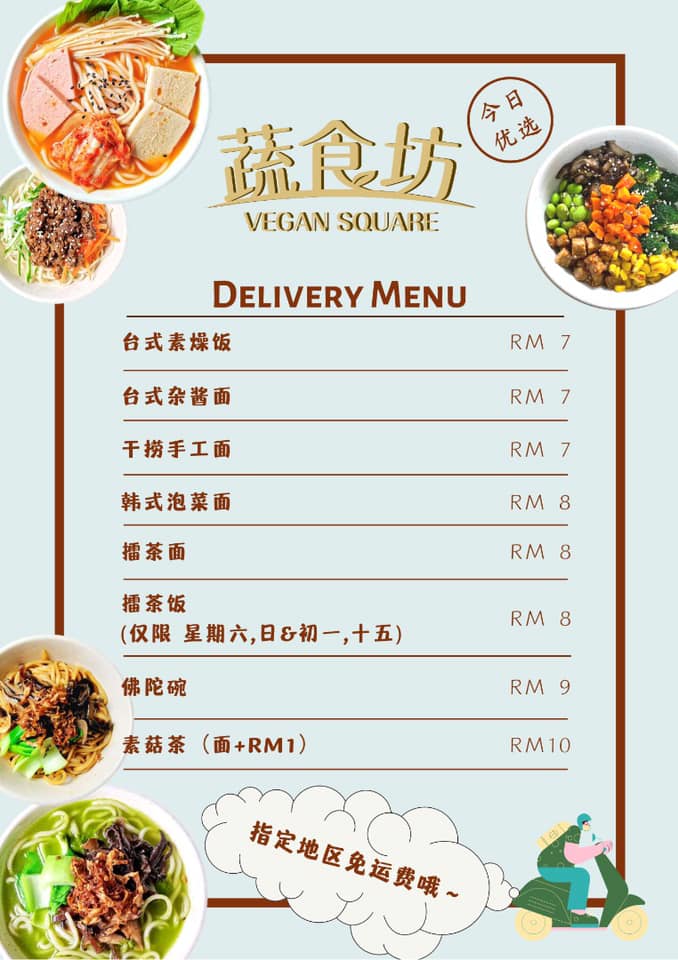 今日
优选
蔬食坊
VEGAN SQUARE
DELIVERY MENU
台式素燥饭 RM 7
台式杂酱面 RM 7
干捞手工面 RM 7
韩式泡菜面 RM 8
擂茶面 RM 8
擂茶饭
(仅限 星期六,日&初一,十五) RM 8
佛陀碗 RM 9
素菇茶（面+RM1） RM10
指定地区免运费哦~